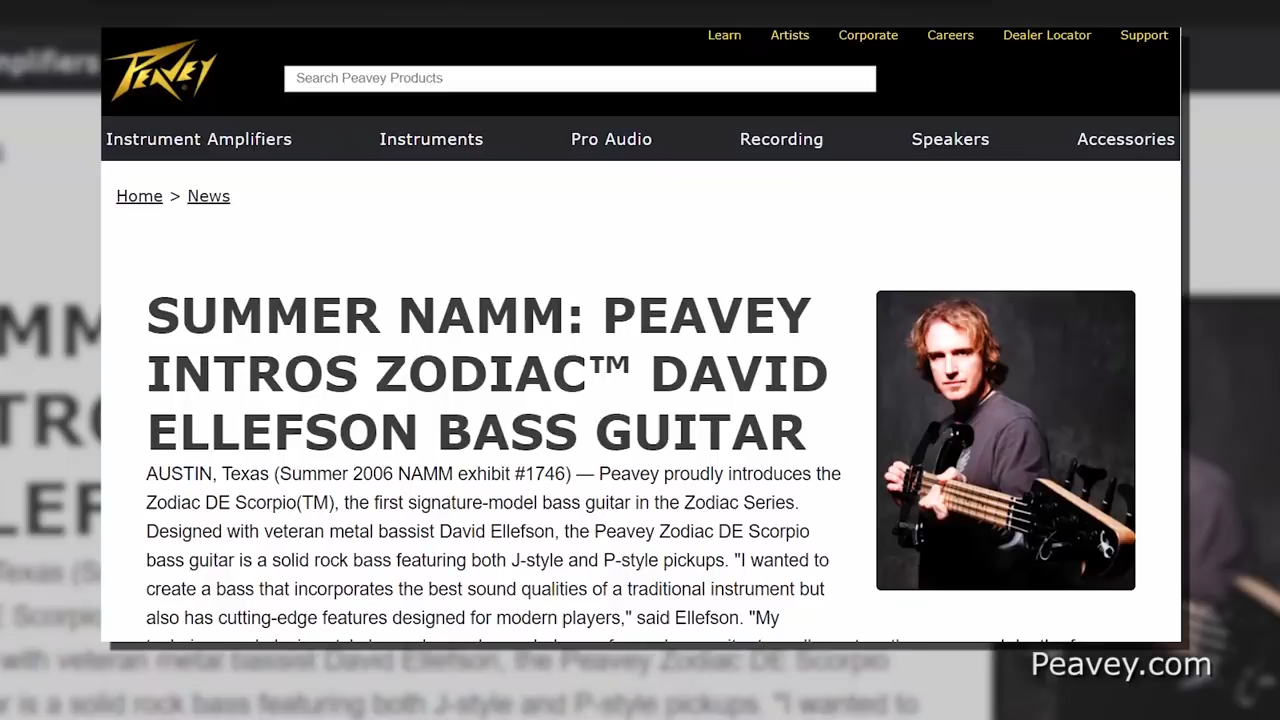 Learn Artists Corporate Careers Dealer Locator Support
PEAVEY
Search Peavey Products
Instrument Amplifiers Instruments Pro Audio Recording Speakers Accessories
Home > News
SUMMER NAMM: PEAVEY
INTROS ZODIAC™ DAVID
ELLEFSON BASS GUITAR
AUSTIN, Texas (Summer 2006 NAMM exhibit #1746) — Peavey proudly introduces the
Zodiac DE Scorpio(TM), the first signature-model bass guitar in the Zodiac Series.
Designed with veteran metal bassist David Ellefson, the Peavey Zodiac DE Scorpio
bass guitar is a solid rock bass featuring both J-style and P-style pickups. "I wanted to
create a bass that incorporates the best sound qualities of a traditional instrument but
also has cutting-edge features designed for modern players," said Ellefson. "My
Peavey.com